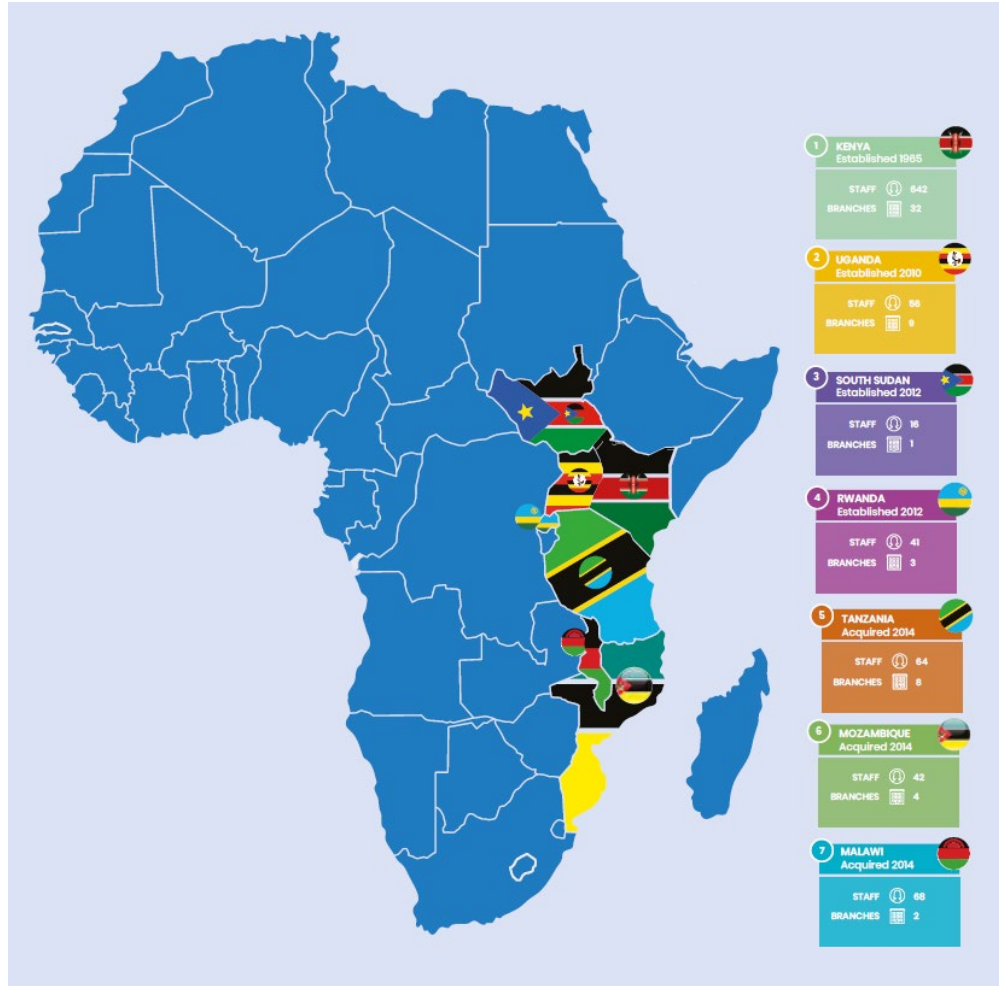 1 KENYA
Established 1965
STAFF 642
BRANCHES 32
2 UGANDA
Established 2010
STAFF 56
BRANCHES 9
3 SOUTH SUDAN
Established 2012
STAFF 16
BRANCHES 1
4 RWANDA
Established 2012
STAFF 41
BRANCHES 3
5 TANZANIA
Acquired 2014
STAFF 64
BRANCHES 8
6 MOZAMBIQUE
Acquired 2014
STAFF 42
BRANCHES 4
7 MALAWI
Acquired 2014
STAFF 68
BRANCHES 2